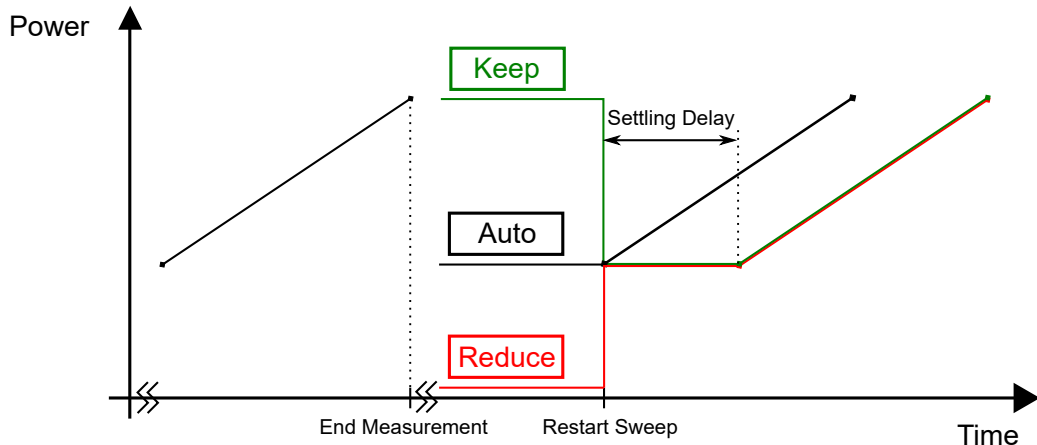 Power
Keep
Settling Delay
Auto
Reduce
End Measurement
Restart Sweep
Time